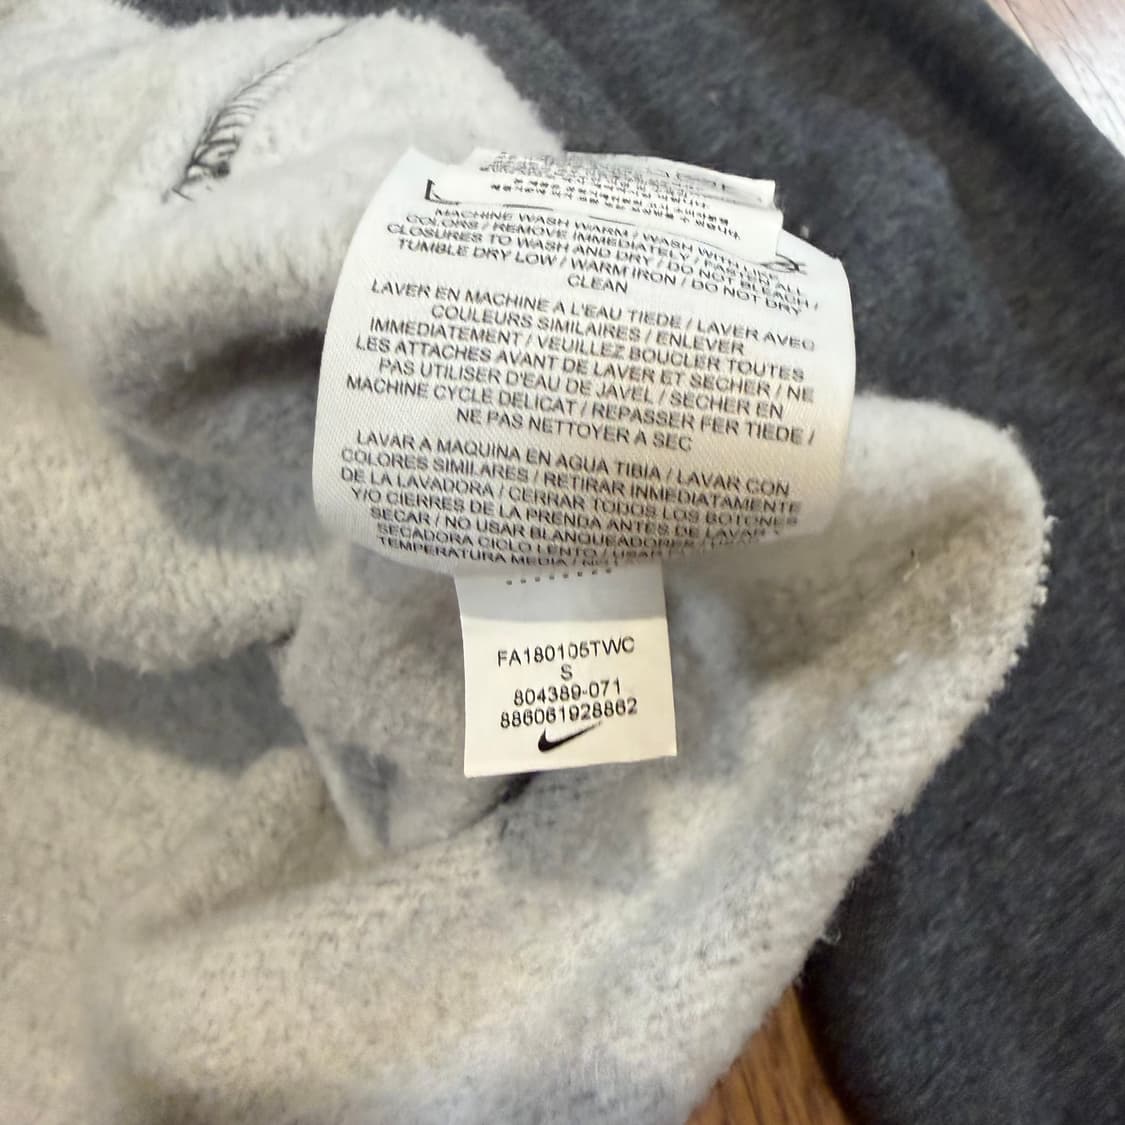 MACHINE WASH WARM / WASH WITH LIKE
COLORS / REMOVE IMMEDIATELY / FASTEN ALL
CLOSURES TO WASH AND DRY / DO NOT BLEACH /
TUMBLE DRY LOW / WARM IRON / DO NOT DRY
CLEAN
LAVER EN MACHINE A L'EAU TIEDE / LAVER AVEC
COULEURS SIMILAIRES / ENLEVER
IMMEDIATEMENT / VEUILLEZ BOUCLER TOUTES
LES ATTACHES AVANT DE LAVER ET SECHER / NE
PAS UTILISER D'EAU DE JAVEL / SECHER EN
MACHINE CYCLE DELICAT / REPASSER FER TIEDE /
NE PAS NETTOYER A SEC
LAVAR A MAQUINA EN AGUA TIBIA / LAVAR CON
COLORES SIMILARES / RETIRAR INMEDIATAMENTE
DE LA LAVADORA / CERRAR TODOS LOS BOTONES
Y/O CIERRES DE LA PRENDA ANTES DE LAVAR Y
SECAR / NO USAR BLANQUEADORES /
SECADORA CICLO LENTO / USAR
TEMPERATURA MEDIA / NO
FA180105TWC
S
804389-071
886061928862